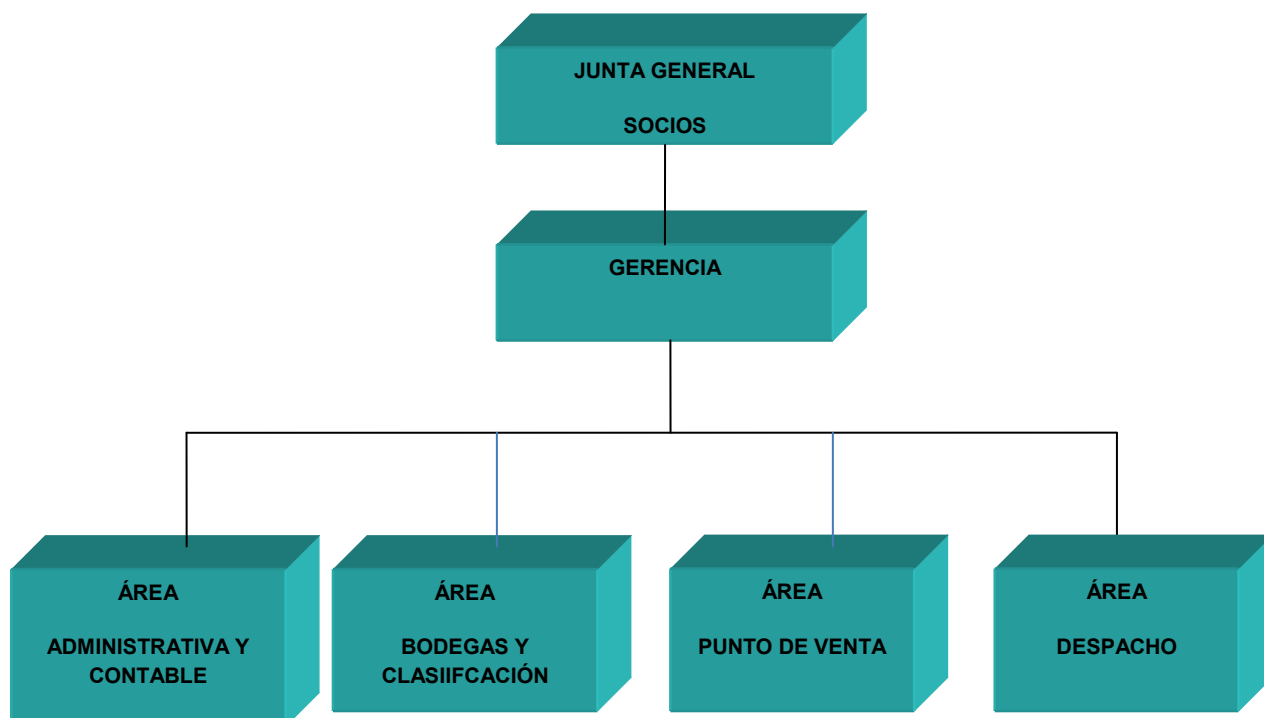 JUNTA GENERAL
SOCIOS
GERENCIA
ÁREA
ADMINISTRATIVA Y
CONTABLE
ÁREA
BODEGAS Y
CLASIIFCACIÓN
ÁREA
PUNTO DE VENTA
ÁREA
DESPACHO